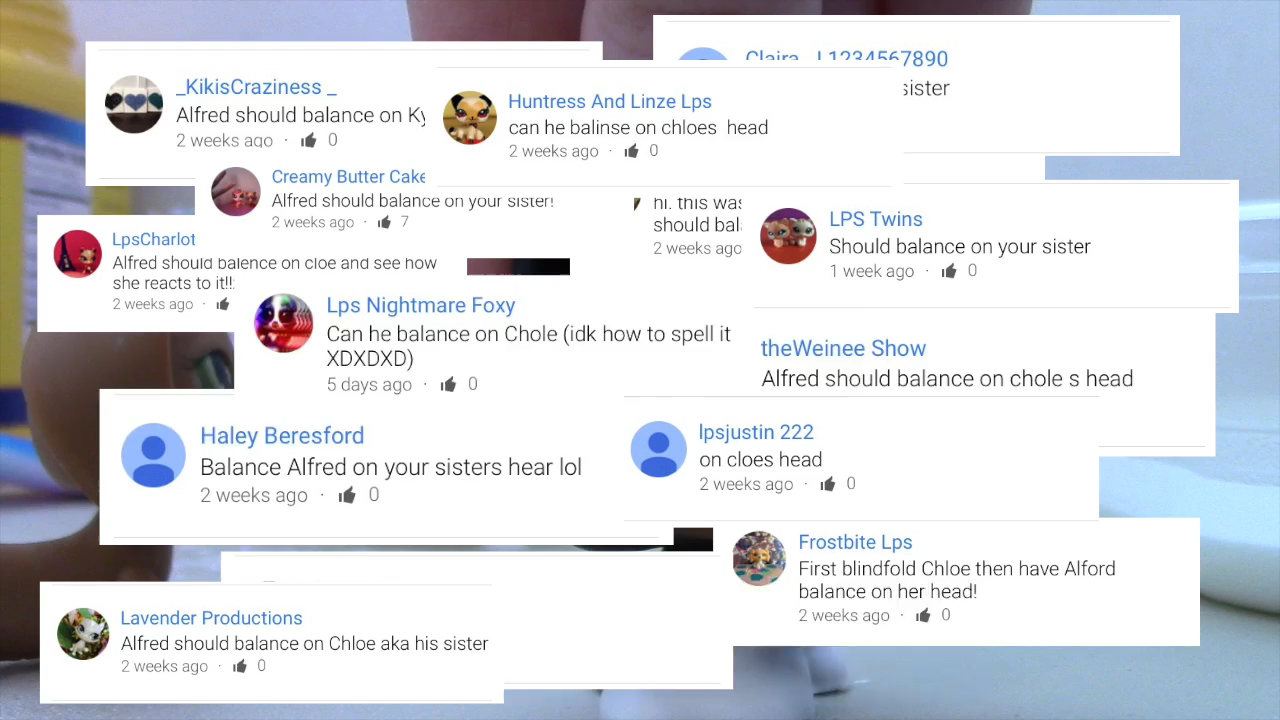 Claira _L1234567890
sister
_KikisCraziness _
Alfred should balance on Ky
2 weeks ago · 0
Huntress And Linze Lps
can he balinse on chloes head
2 weeks ago · 0
Creamy Butter Cake
Alfred should balance on your sister!
2 weeks ago · 7
hi. this was
should bal
2 weeks ago
LPS Twins
Should balance on your sister
1 week ago · 0
LpsCharlot
Alfred should balence on cloe and see how
she reacts to it!!
2 weeks ago ·
Lps Nightmare Foxy
Can he balance on Chole (idk how to spell it
XDXDXD)
5 days ago · 0
theWeinee Show
Alfred should balance on chole s head
Haley Beresford
Balance Alfred on your sisters hear lol
2 weeks ago · 0
lpsjustin 222
on cloes head
2 weeks ago · 0
Frostbite Lps
First blindfold Chloe then have Alford
balance on her head!
2 weeks ago · 0
Lavender Productions
Alfred should balance on Chloe aka his sister
2 weeks ago · 0